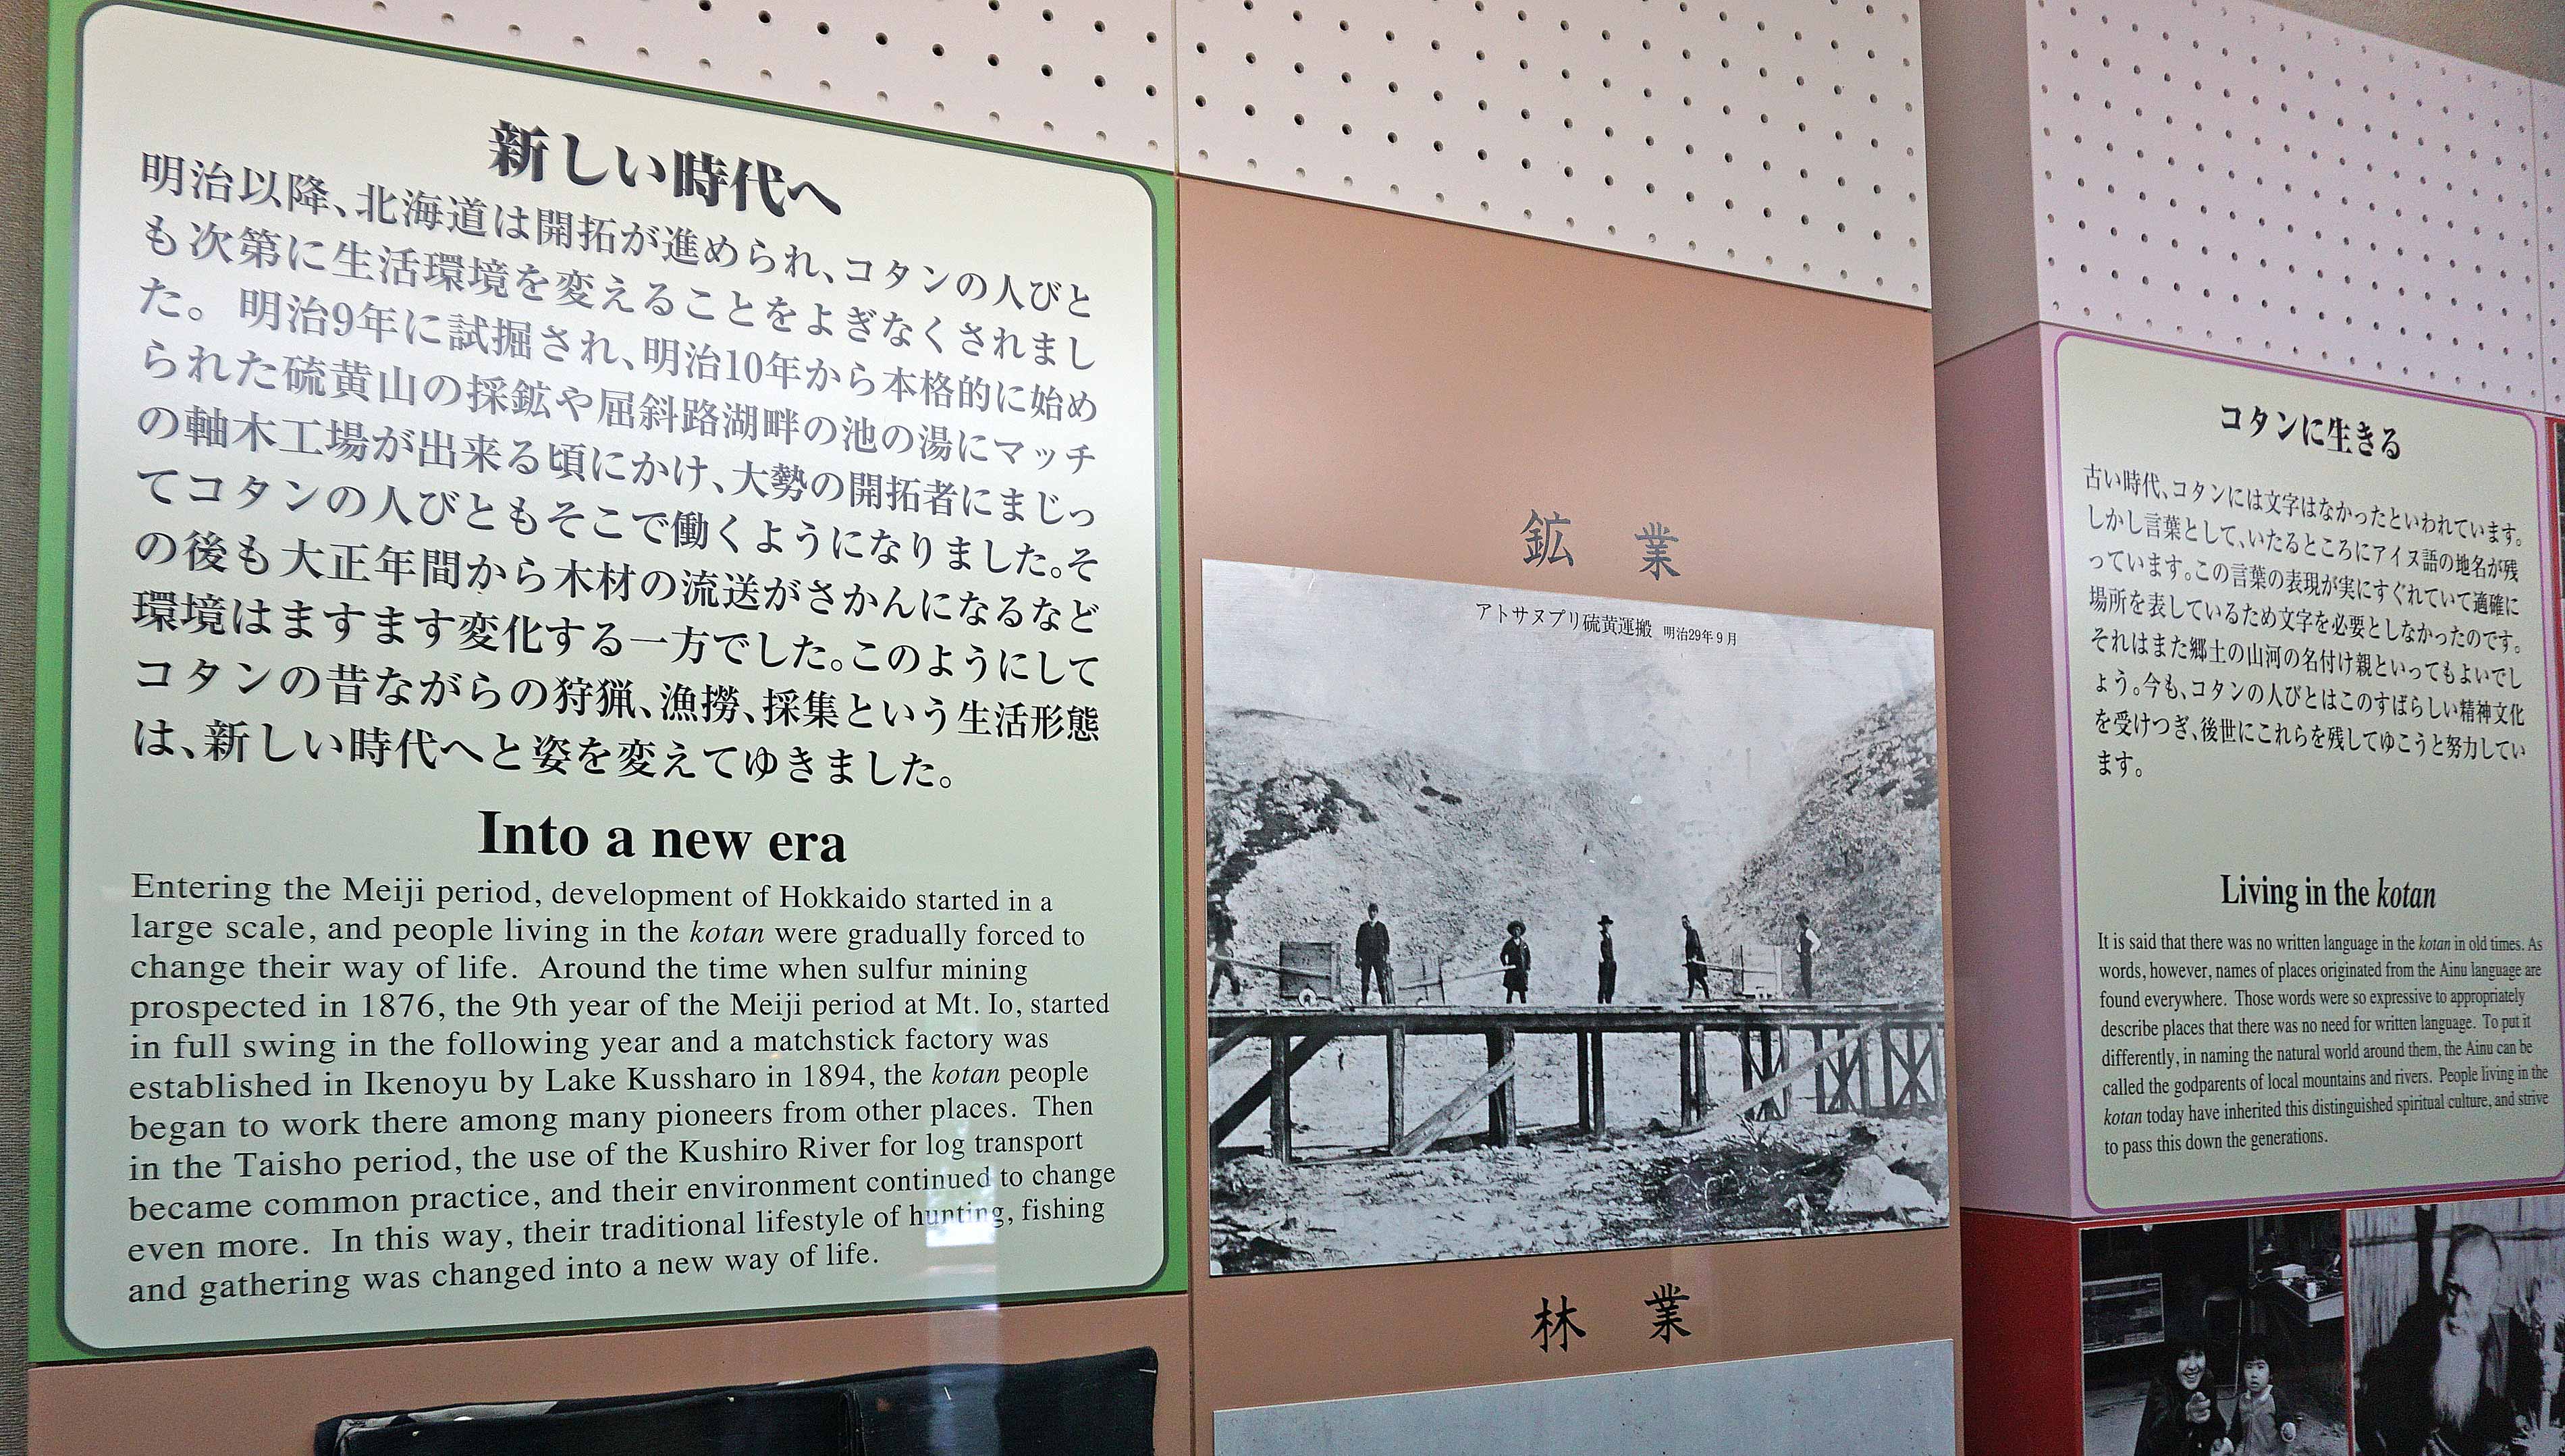 新しい時代へ
明治以降、北海道は開拓が進められ、コタンの人びと
も次第に生活環境を変えることをよぎなくされまし
た。明治9年に試掘され、明治10年から本格的に始め
られた硫黄山の採鉱や屈斜路湖畔の池の湯にマッチ
の軸木工場が出来る頃にかけ、大勢の開拓者にまじっ
てコタンの人びともそこで働くようになりました。そ
の後も大正年間から木材の流送がさかんになるなど
環境はますます変化する一方でした。このようにして
コタンの昔ながらの狩猟、漁撈、採集という生活形態
は、新しい時代へと姿を変えてゆきました。
Into a new era
Entering the Meiji period, development of Hokkaido started in a
large scale, and people living in the kotan were gradually forced to
change their way of life. Around the time when sulfur mining
prospected in 1876, the 9th year of the Meiji period at Mt. Io, started
in full swing in the following year and a matchstick factory was
established in Ikenoyu by Lake Kussharo in 1894, the kotan people
began to work there among many pioneers from other places. Then
in the Taisho period, the use of the Kushiro River for log transport
became common practice, and their environment continued to change
even more. In this way, their traditional lifestyle of hunting, fishing
and gathering was changed into a new way of life.
鉱業
アトサヌプリ硫黄運搬 明治29年9月
林業
コタンに生きる
古い時代、コタンには文字はなかったといわれています。
しかし言葉として、いたるところにアイヌ語の地名が残
っています。この言葉の表現が実にすぐれていて適確に
場所を表しているため文字を必要としなかったのです。
それはまた郷土の山河の名付け親といってもよいでし
ょう。今も、コタンの人びとはこのすばらしい精神文化
を受けつぎ、後世にこれらを残してゆこうと努力してい
ます。
Living in the kotan
It is said that there was no written language in the kotan in old times. As
words, however, names of places originated from the Ainu language are
found everywhere. Those words were so expressive to appropriately
describe places that there was no need for written language. To put it
differently, in naming the natural world around them, the Ainu can be
called the godparents of local mountains and rivers. People living in the
kotan today have inherited this distinguished spiritual culture, and strive
to pass this down the generations.